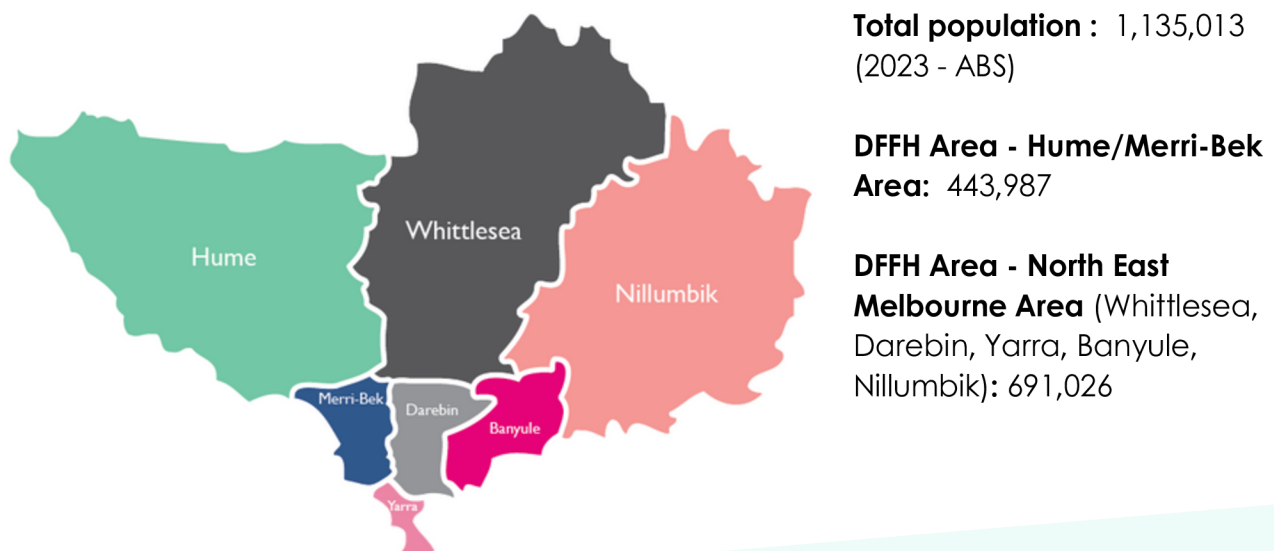 Total population : 1,135,013
(2023 - ABS)
DFFH Area - Hume/Merri-Bek
Area: 443,987
DFFH Area - North East
Melbourne Area (Whittlesea,
Darebin, Yarra, Banyule,
Nillumbik): 691,026
Whittlesea
Hume
Nillumbik
Merri-Bek
Darebin
Banyule
Yarra